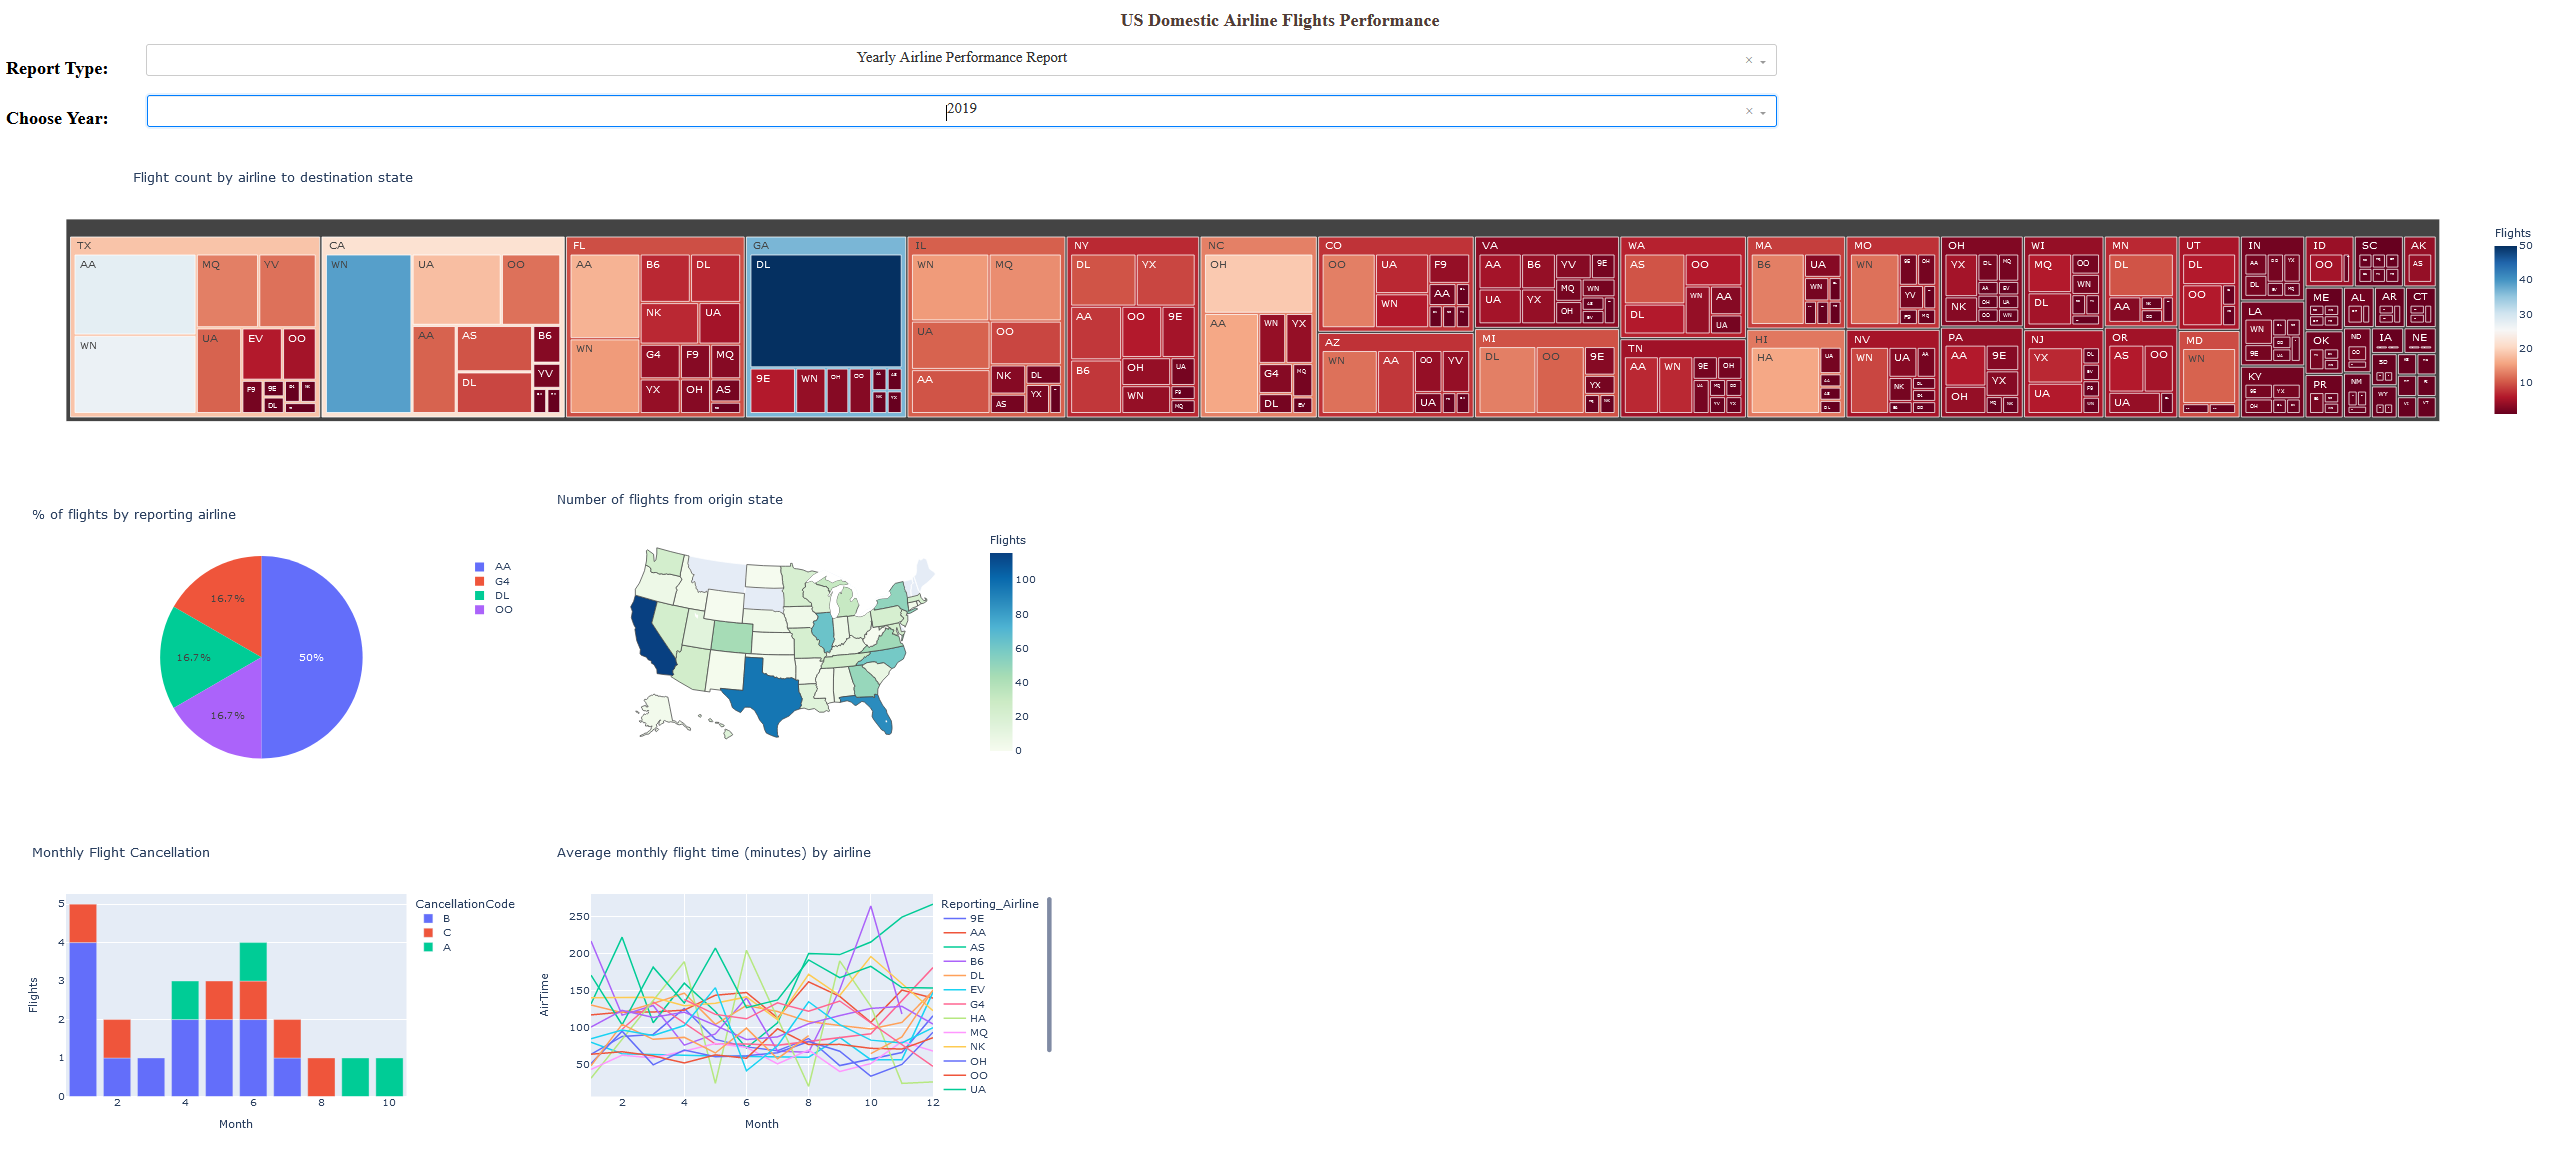 US Domestic Airline Flights Performance
Report Type:
Yearly Airline Performance Report
Choose Year:
2019
Flight count by airline to destination state
TX
AA
WN
MQ
YV
UA
EV
OO
F9
9E
DL
CA
WN
UA
OO
AA
AS
DL
B6
YV
FL
AA
WN
B6
DL
NK
UA
G4
F9
MQ
YX
OH
AS
GA
DL
9E
WN
OH
OO
IL
WN
MQ
UA
OO
AA
NK
DL
AS
YX
NY
DL
YX
AA
OO
9E
B6
OH
UA
WN
F9
MQ
NC
OH
AA
WN
YX
G4
MQ
DL
EV
CO
OO
UA
F9
WN
AA
AZ
WN
AA
OO
YV
UA
VA
AA
B6
YV
9E
UA
YX
MQ
WN
OH
MI
DL
OO
9E
YX
WA
AS
OO
DL
WN
AA
UA
TN
AA
WN
9E
OH
MA
B6
UA
WN
HI
HA
UA
MO
WN
YV
NV
WN
UA
AA
NK
OH
YX
DL
MQ
NK
PA
AA
9E
YX
OH
WI
MQ
OO
WN
DL
NJ
YX
UA
MN
DL
AA
OR
AS
OO
UA
UT
DL
OO
MD
WN
IN
AA
DL
LA
WN
9E
KY
ID
OO
SC
AK
AS
ME
AL
AR
CT
OK
ND
IA
NE
PR
NM
WY
Flights
50
40
30
20
10
% of flights by reporting airline
16.7%
16.7%
50%
16.7%
AA
G4
DL
OO
Number of flights from origin state
Flights
100
80
60
40
20
0
Monthly Flight Cancellation
Flights
5
4
3
2
1
0
2
4
6
8
10
Month
CancellationCode
B
C
A
Average monthly flight time (minutes) by airline
AirTime
250
200
150
100
50
2
4
6
8
10
12
Month
Reporting_Airline
9E
AA
AS
B6
DL
EV
G4
HA
MQ
NK
OH
OO
UA